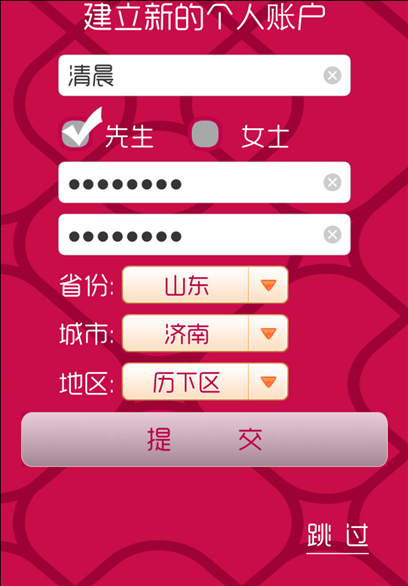 建立新的个人账户
清晨
先生 女士
●●●●●●●●
●●●●●●●●
省份: 山东
城市: 济南
地区: 历下区
提 交
跳 过